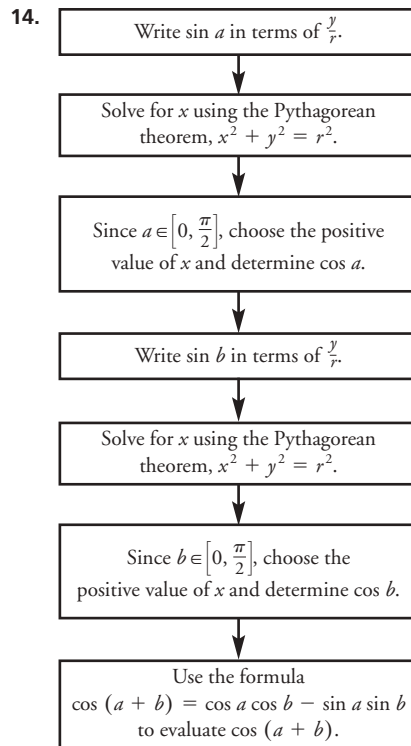 14.
Write sin a in terms of y/r.
Solve for x using the Pythagorean
theorem, x² + y² = r².
Since a ∈ [0, π/2], choose the positive
value of x and determine cos a.
Write sin b in terms of y/r.
Solve for x using the Pythagorean
theorem, x² + y² = r².
Since b ∈ [0, π/2], choose the
positive value of x and determine cos b.
Use the formula
cos (a + b) = cos a cos b − sin a sin b
to evaluate cos (a + b).